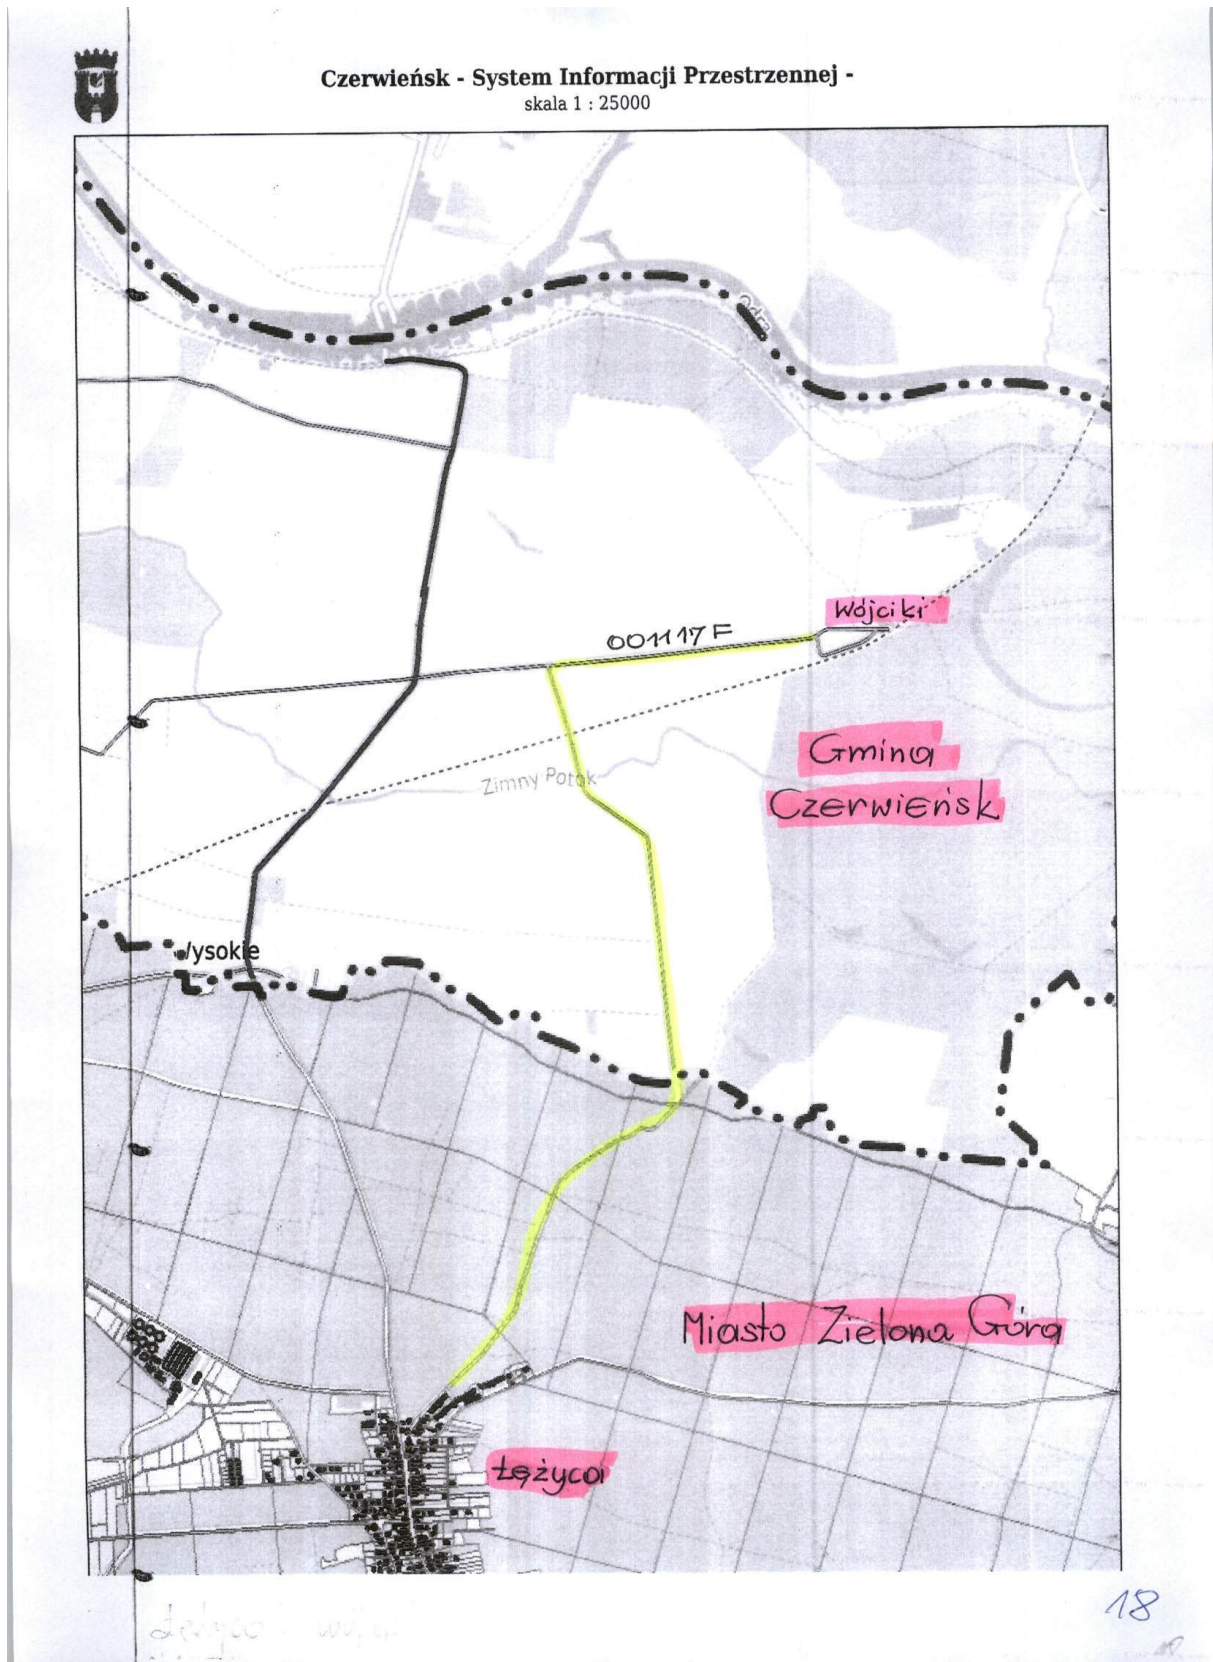 Czerwieńsk - System Informacji Przestrzennej -
skala 1 : 25000
Odra
Wójciki
001117F
Gmina
Czerwieńsk
Zimny Potok
Wysokie
Miasto Zielona Góra
Łężyca
18